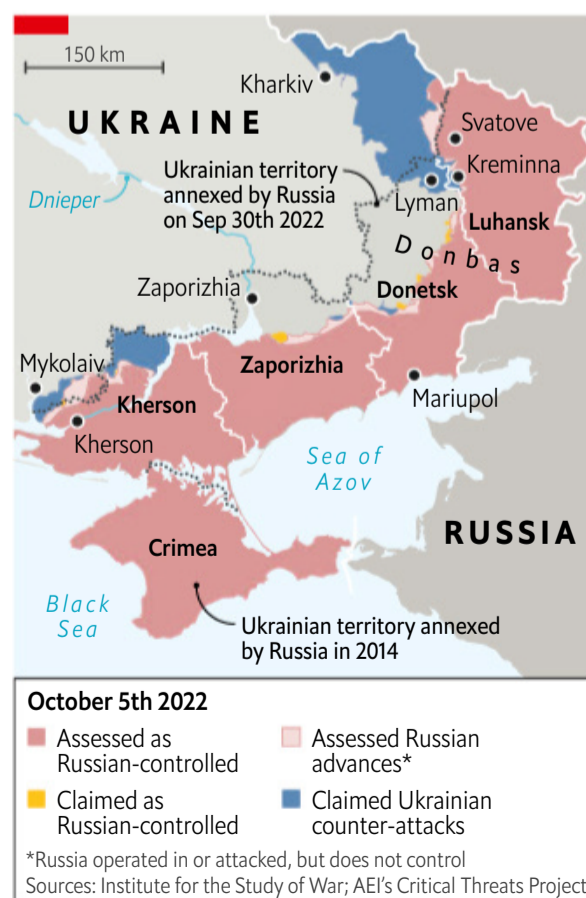 150 km
Kharkiv
UKRAINE
Svatove
Dnieper
Ukrainian territory
annexed by Russia
on Sep 30th 2022
Kreminna
Lyman
Luhansk
Donbas
Zaporizhia
Donetsk
Mykolaiv
Zaporizhia
Mariupol
Kherson
Kherson
Sea of
Azov
RUSSIA
Crimea
Black
Sea
Ukrainian territory annexed
by Russia in 2014
October 5th 2022
Assessed as
Russian-controlled
Assessed Russian
advances*
Claimed as
Russian-controlled
Claimed Ukrainian
counter-attacks
*Russia operated in or attacked, but does not control
Sources: Institute for the Study of War; AEI's Critical Threats Project